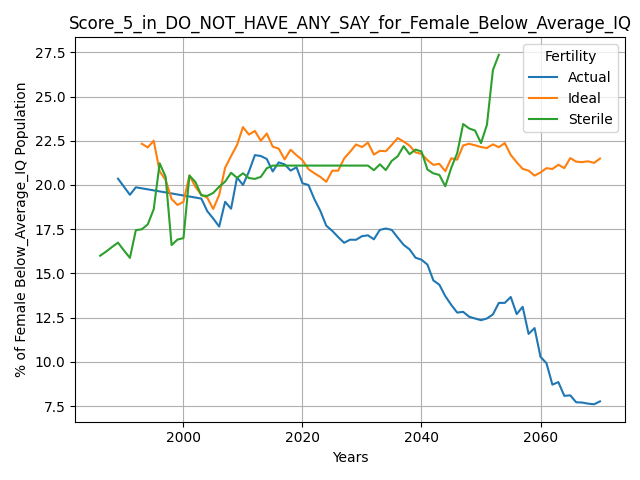 Score_5_in_DO_NOT_HAVE_ANY_SAY_for_Female_Below_Average_IQ
Fertility
Actual
Ideal
Sterile
% of Female Below_Average_IQ Population
27.5
25.0
22.5
20.0
17.5
15.0
12.5
10.0
7.5
2000
2020
2040
2060
Years